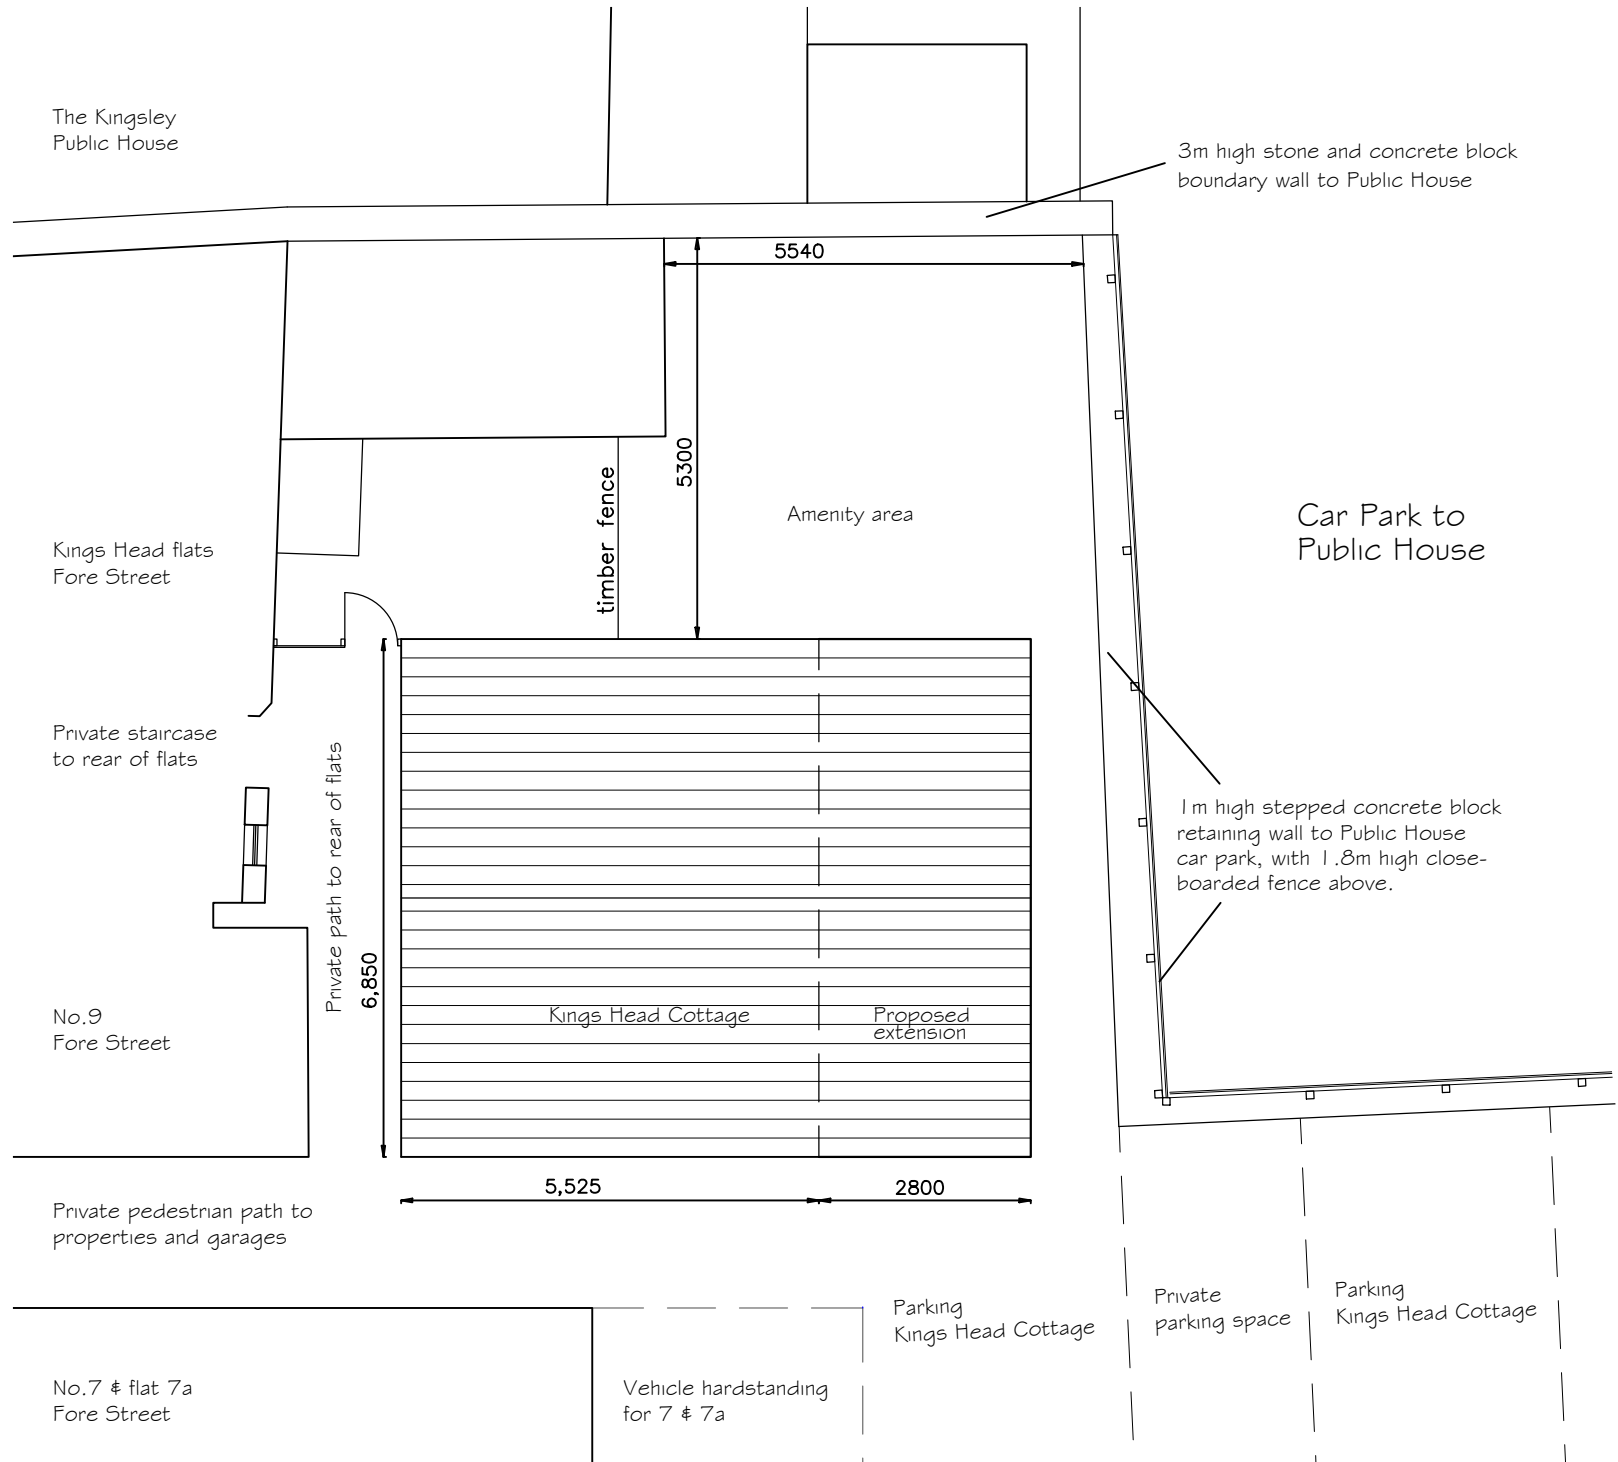 The Kingsley
Public House
3m high stone and concrete block
boundary wall to Public House
5540
5300
timber fence
Amenity area
Car Park to
Public House
Kings Head flats
Fore Street
Private staircase
to rear of flats
Private path to rear of flats
6,850
1m high stepped concrete block
retaining wall to Public House
car park, with 1.8m high close-
boarded fence above.
No.9
Fore Street
Kings Head Cottage
Proposed
extension
5,525
2800
Private pedestrian path to
properties and garages
Parking
Kings Head Cottage
Private
parking space
Parking
Kings Head Cottage
No.7 & flat 7a
Fore Street
Vehicle hardstanding
for 7 & 7a